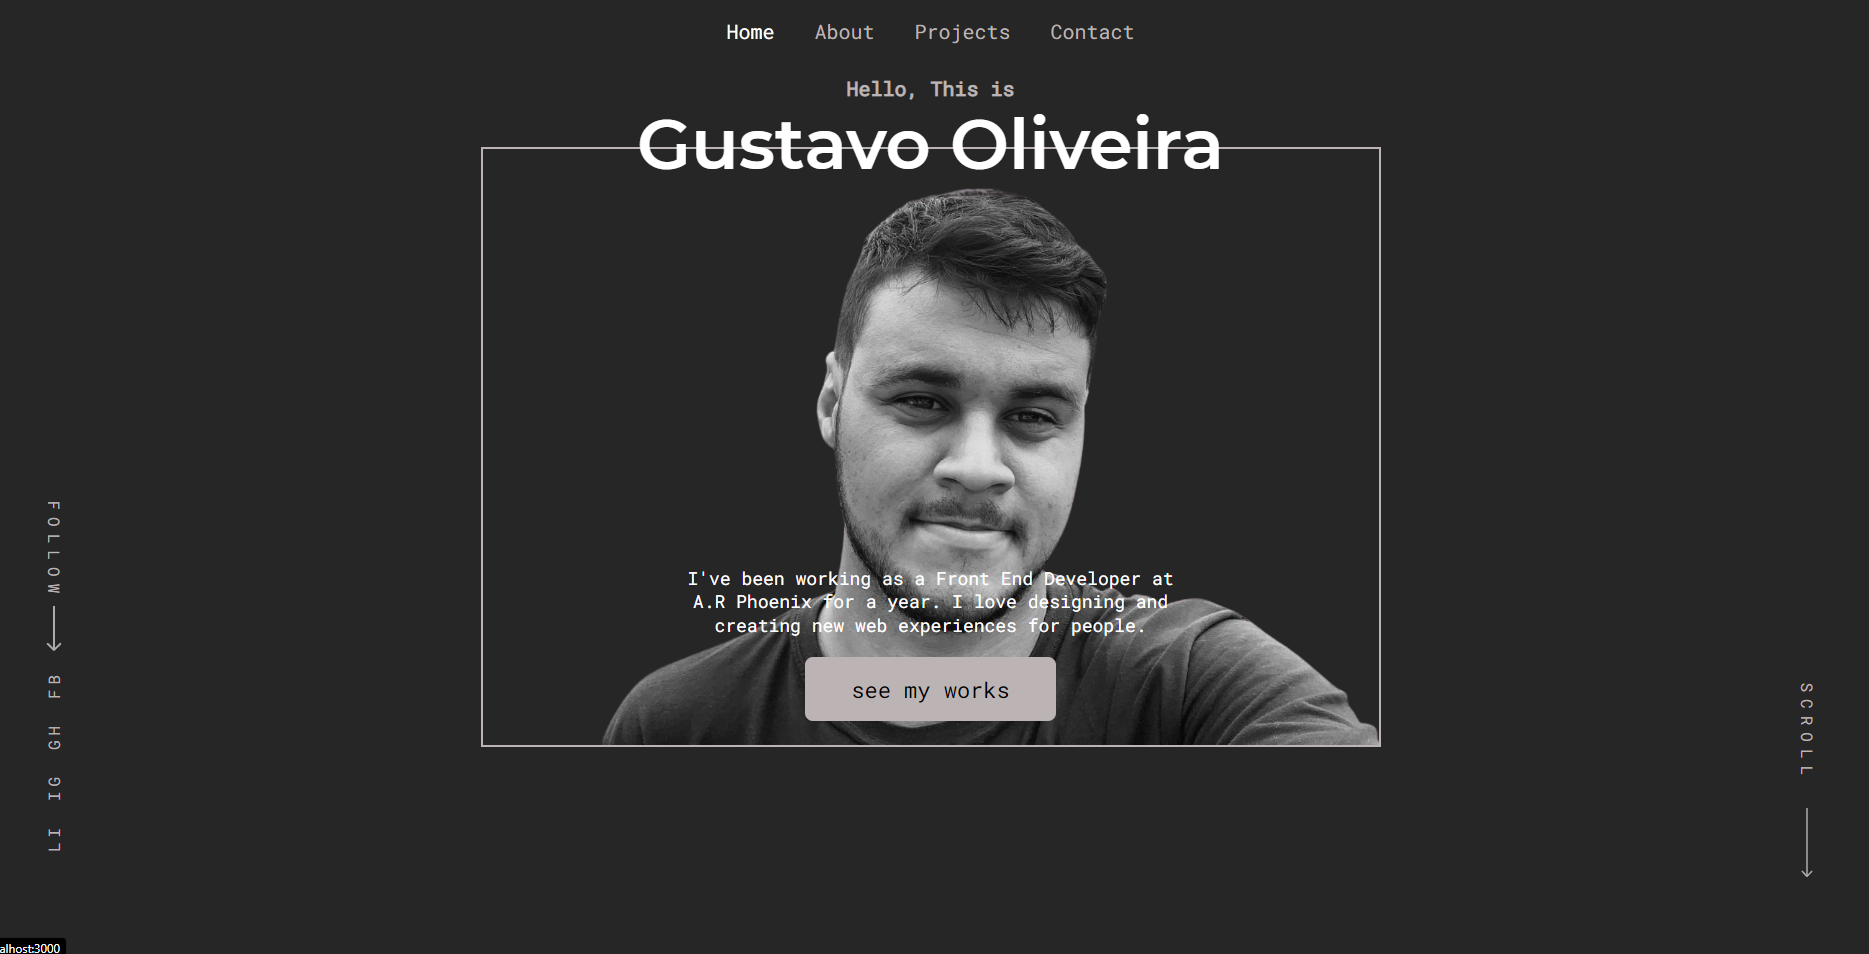 Home About Projects Contact
Hello, This is
Gustavo Oliveira
I've been working as a Front End Developer at
A.R Phoenix for a year. I love designing and
creating new web experiences for people.
see my works
FOLLOW
FB
GH
IG
LI
SCROLL
alhost:3000